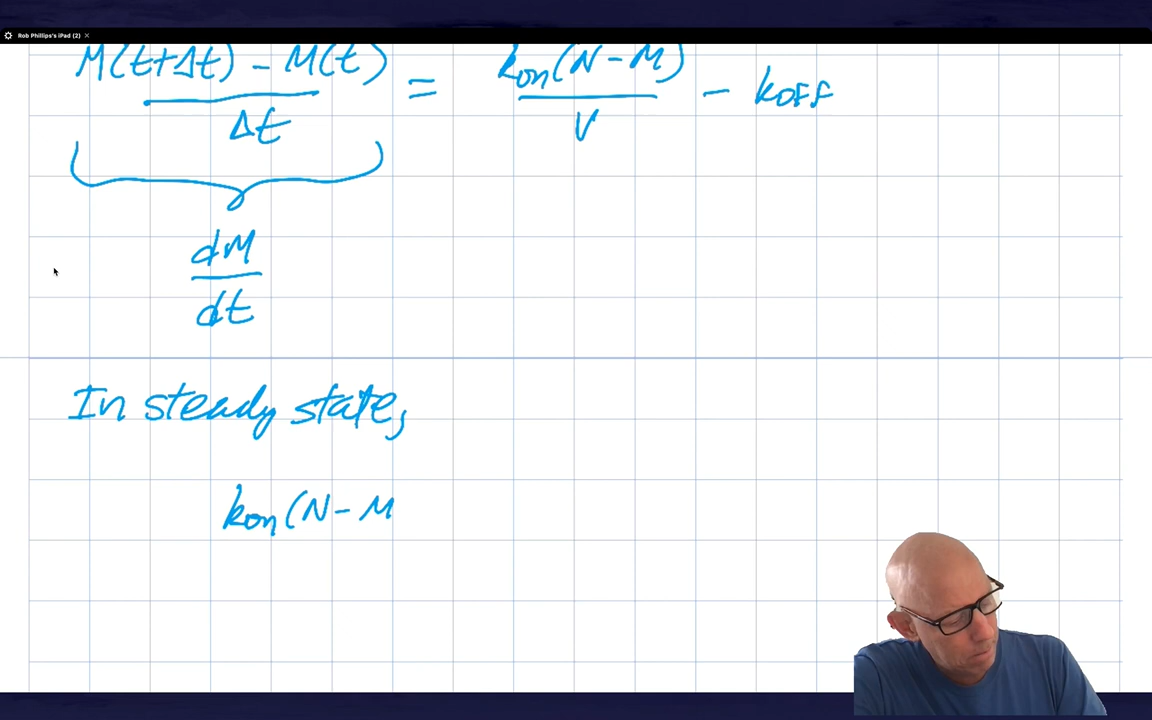 Rob Phillips's iPad (2) ×
M(t+Δt) - M(t) / Δt = kon(N-M) / V - koff
dM / dt
In steady state,
kon(N-M